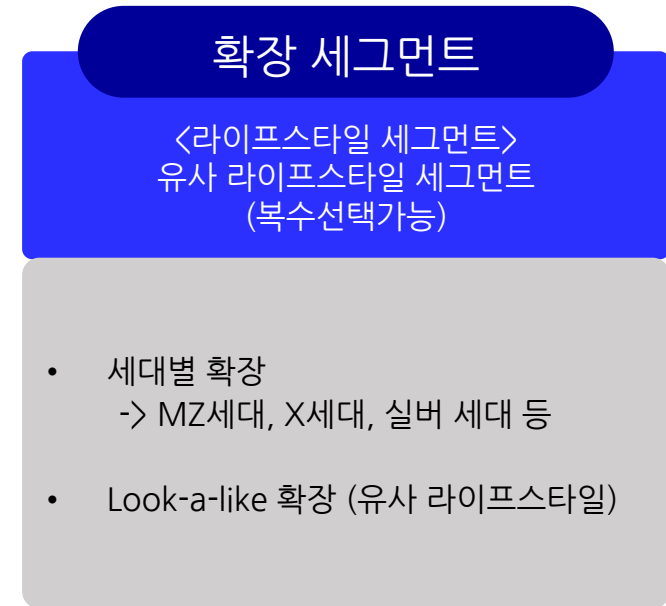 확장 세그먼트
<라이프스타일 세그먼트>
유사 라이프스타일 세그먼트
(복수선택가능)
• 세대별 확장
-> MZ세대, X세대, 실버 세대 등
• Look-a-like 확장 (유사 라이프스타일)